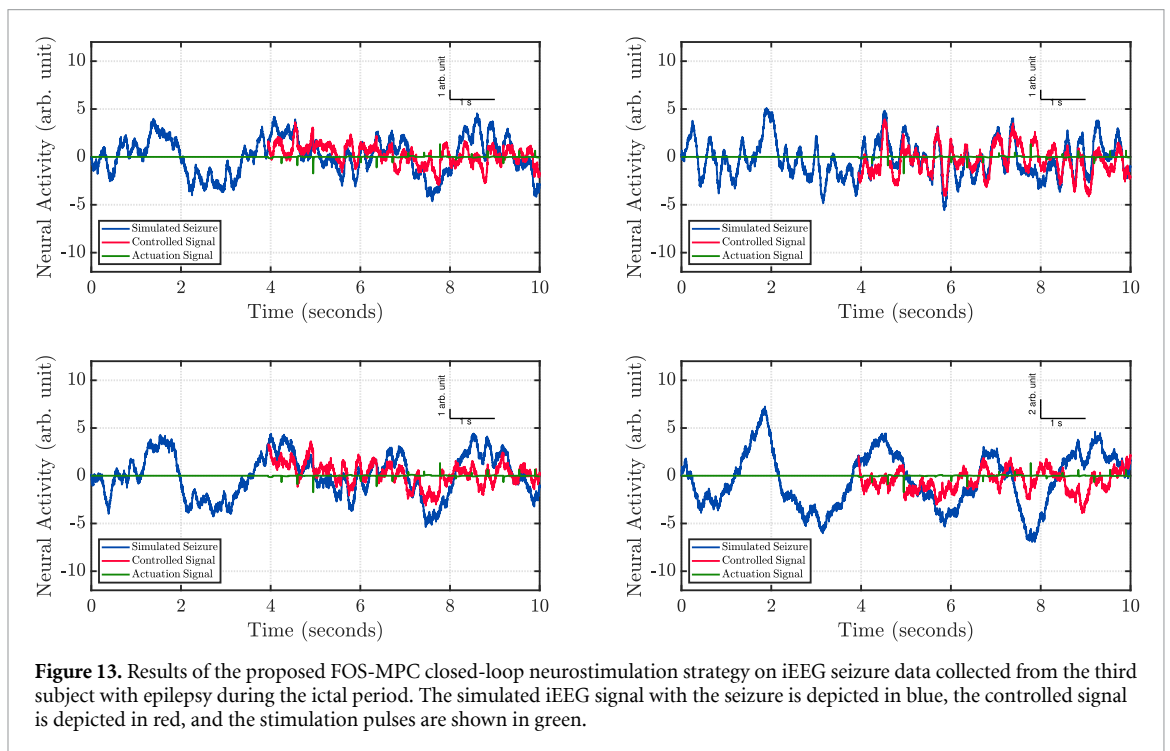 10
5
0
-5
-10
Neural Activity (arb. unit)
1 arb. unit
1 s
Simulated Seizure
Controlled Signal
Actuation Signal
0 2 4 6 8 10
Time (seconds)
10
5
0
-5
-10
Neural Activity (arb. unit)
1 arb. unit
1 s
Simulated Seizure
Controlled Signal
Actuation Signal
0 2 4 6 8 10
Time (seconds)
10
5
0
-5
-10
Neural Activity (arb. unit)
1 arb. unit
1 s
Simulated Seizure
Controlled Signal
Actuation Signal
0 2 4 6 8 10
Time (seconds)
10
5
0
-5
-10
Neural Activity (arb. unit)
2 arb. unit
1 s
Simulated Seizure
Controlled Signal
Actuation Signal
0 2 4 6 8 10
Time (seconds)
Figure 13. Results of the proposed FOS-MPC closed-loop neurostimulation strategy on iEEG seizure data collected from the third
subject with epilepsy during the ictal period. The simulated iEEG signal with the seizure is depicted in blue, the controlled signal
is depicted in red, and the stimulation pulses are shown in green.